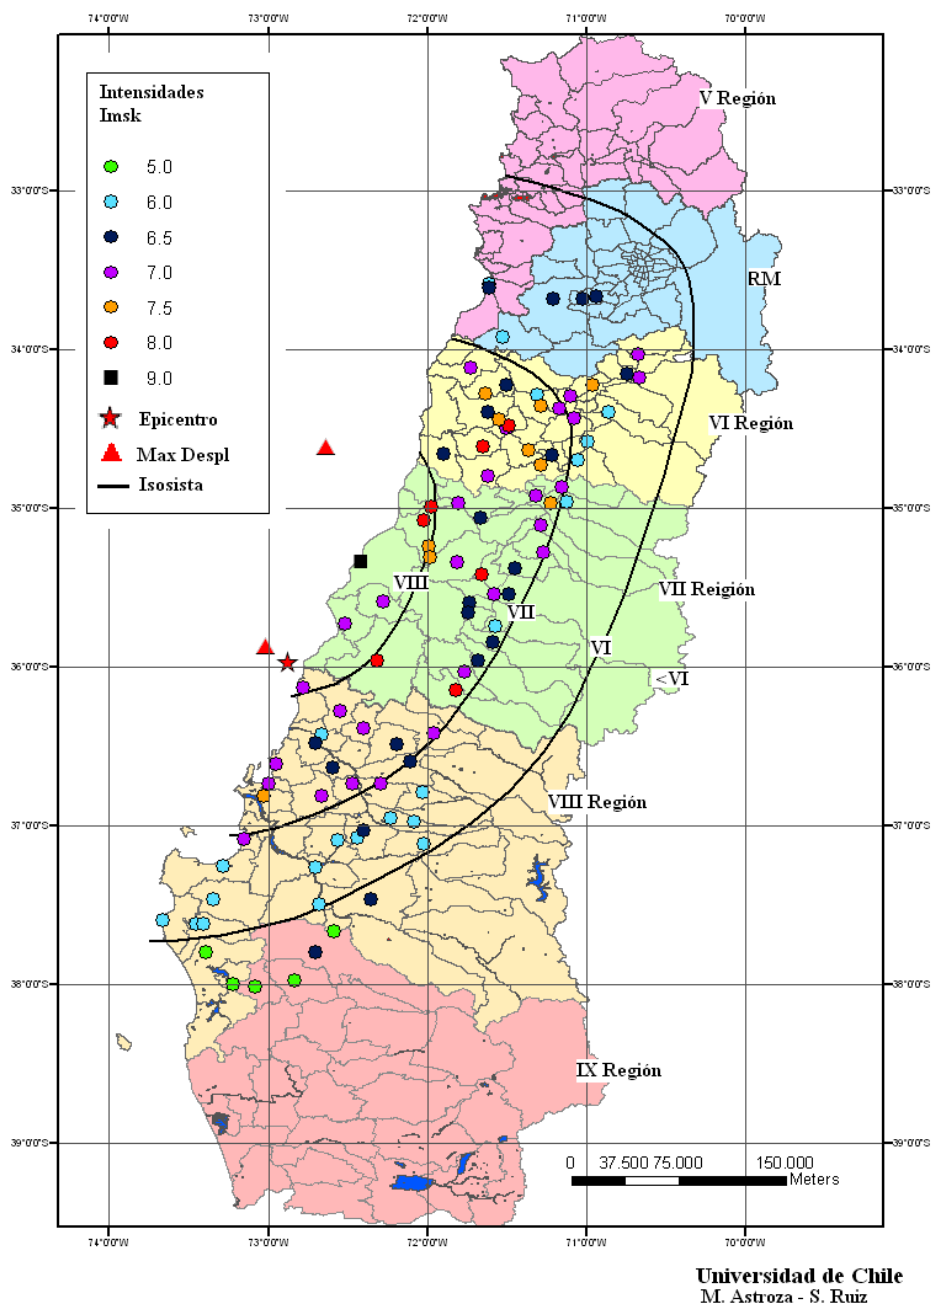 74°0'0"W 73°0'0"W 72°0'0"W 71°0'0"W 70°0'0"W
Intensidades
Imsk
5.0
6.0
6.5
7.0
7.5
8.0
9.0
Epicentro
Max Despl
Isosista
V Región
33°0'0"S 33°0'0"S
RM
34°0'0"S 34°0'0"S
VI Región
35°0'0"S 35°0'0"S
VIII
VII Reigión
VII
VI
36°0'0"S 36°0'0"S
<VI
VIII Región
37°0'0"S 37°0'0"S
38°0'0"S 38°0'0"S
IX Región
39°0'0"S 39°0'0"S
0 37.500 75.000 150.000
Meters
74°0'0"W 73°0'0"W 72°0'0"W 71°0'0"W 70°0'0"W
Universidad de Chile
M. Astroza - S. Ruiz